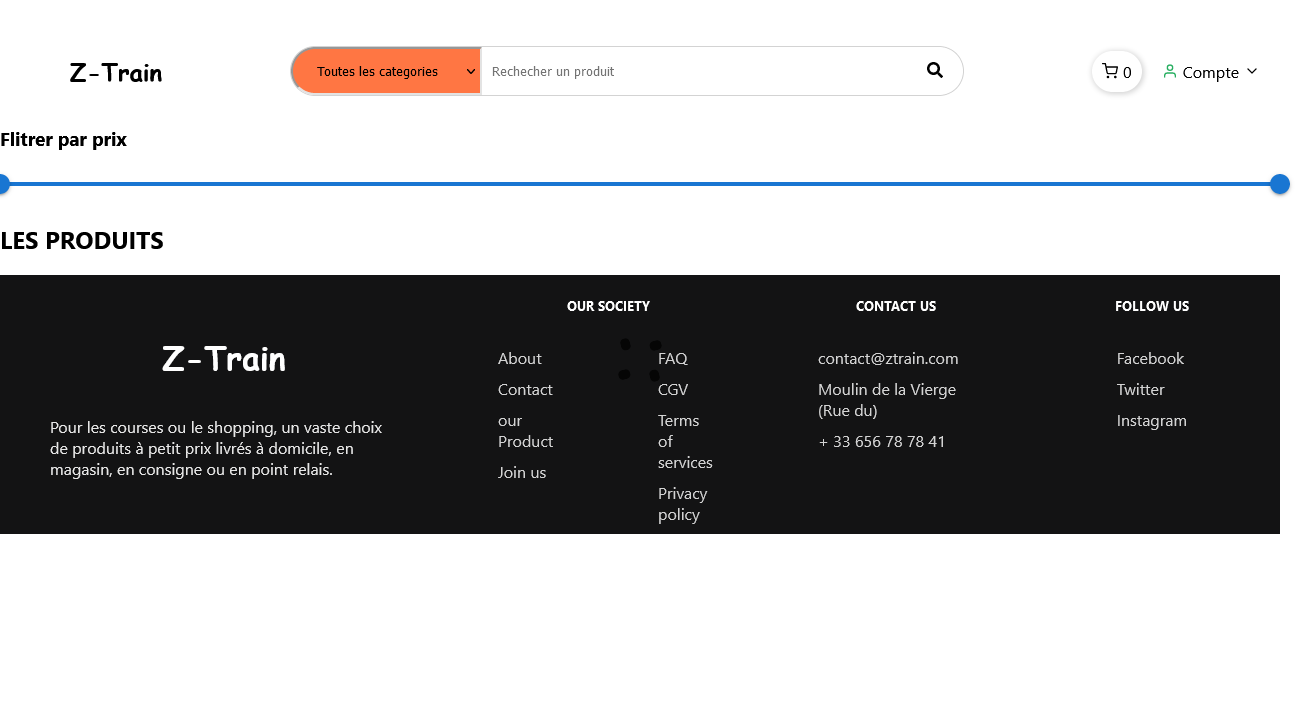 Z-Train
Toutes les categories
Rechecher un produit
0
Compte
Flitrer par prix
LES PRODUITS
Z-Train
Pour les courses ou le shopping, un vaste choix
de produits à petit prix livrés à domicile, en
magasin, en consigne ou en point relais.
OUR SOCIETY
About
Contact
our
Product
Join us
FAQ
CGV
Terms
of
services
Privacy
policy
CONTACT US
contact@ztrain.com
Moulin de la Vierge
(Rue du)
+ 33 656 78 78 41
FOLLOW US
Facebook
Twitter
Instagram